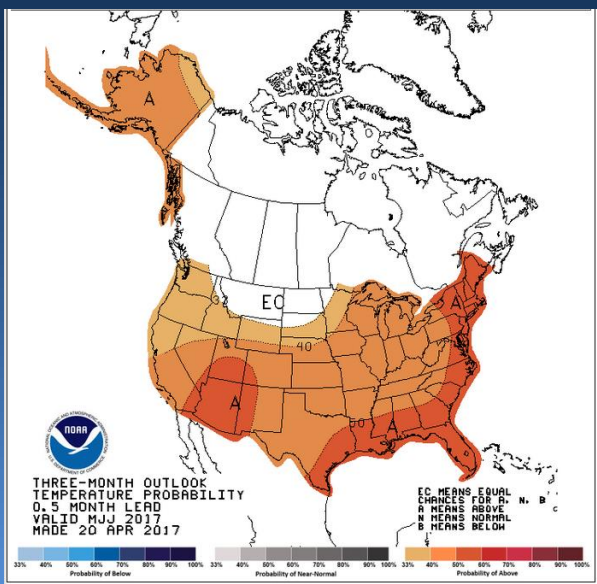 A
33
EC
A
40
A
50
A
NOAA
THREE-MONTH OUTLOOK
TEMPERATURE PROBABILITY
0.5 MONTH LEAD
VALID MJJ 2017
MADE 20 APR 2017
EC MEANS EQUAL
CHANCES FOR A, N, B
A MEANS ABOVE
N MEANS NORMAL
B MEANS BELOW
33% 40% 50% 60% 70% 80% 90% 100%
Probability of Below
33% 40% 50% 60% 70% 80% 90% 100%
Probability of Near-Normal
33% 40% 50% 60% 70% 80% 90% 100%
Probability of Above